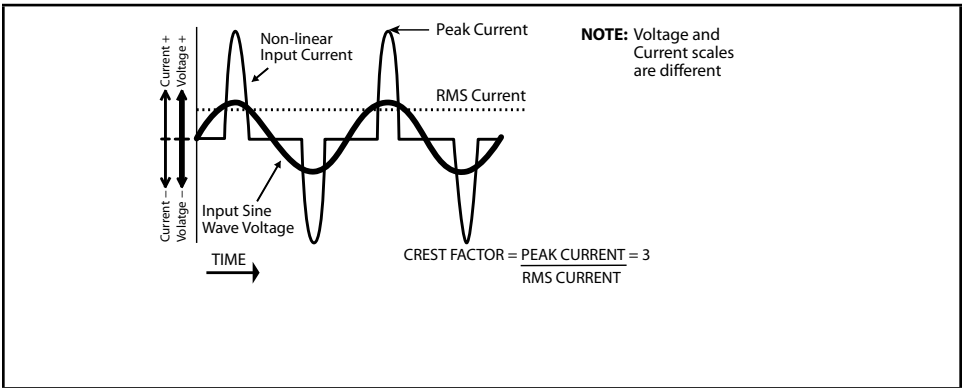 Peak Current
Non-linear
Input Current
NOTE: Voltage and
Current scales
are different
Current +
Voltage +
RMS Current
Current –
Volatge –
Input Sine
Wave Voltage
TIME
CREST FACTOR = PEAK CURRENT = 3
RMS CURRENT